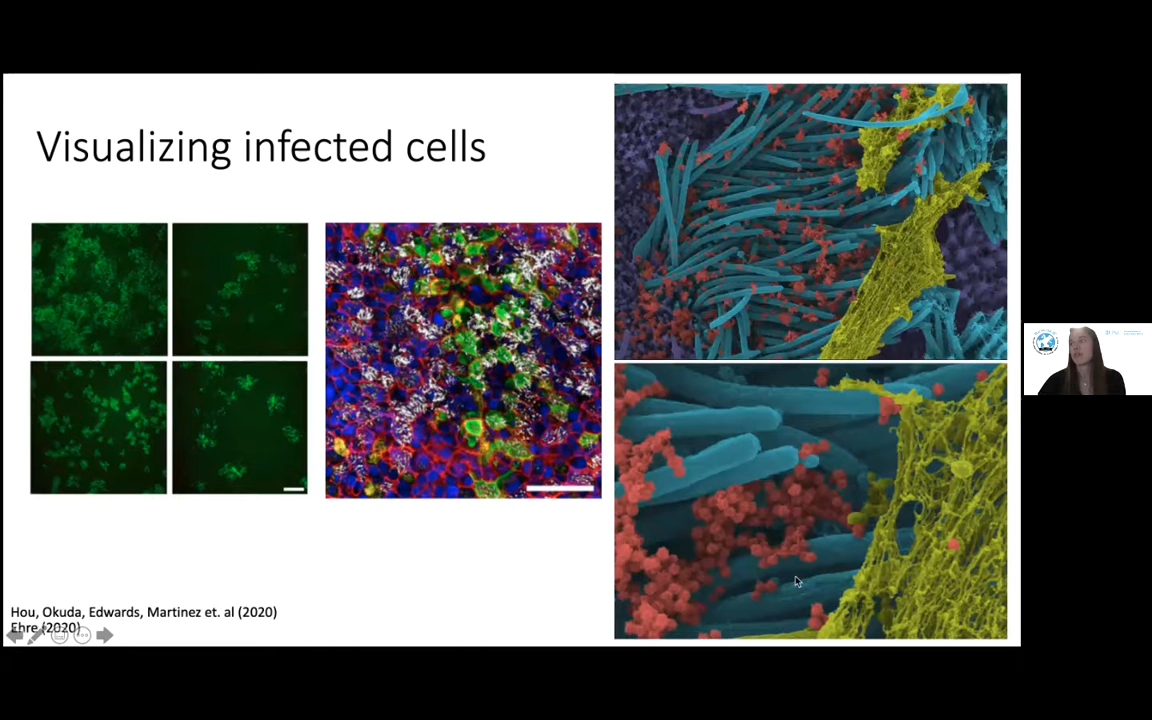 Visualizing infected cells
Hou, Okuda, Edwards, Martinez et. al (2020)
Ehre (2020)